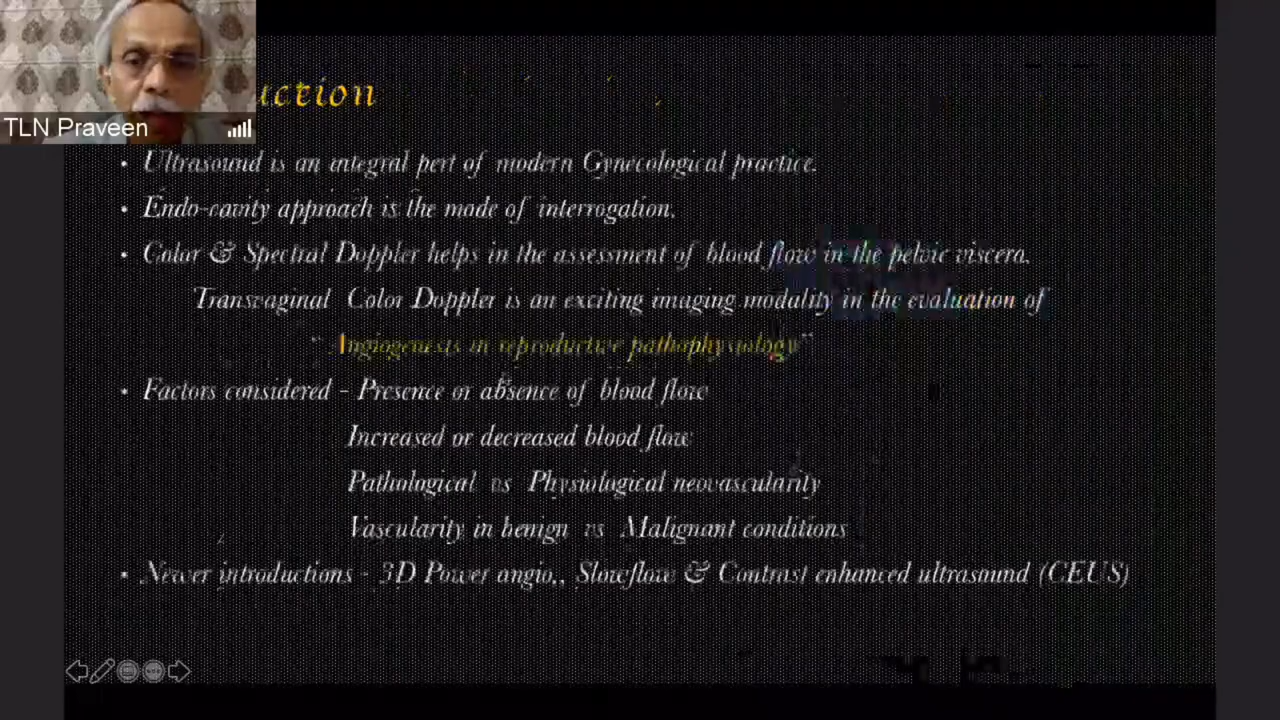 uction
TLN Praveen
• Ultrasound is an integral part of modern Gynecological practice.
• Endo-cavity approach is the mode of interrogation.
• Color & Spectral Doppler helps in the assessment of blood flow in the pelvic viscera.
Transvaginal Color Doppler is an exciting imaging modality in the evaluation of
" Angiogenesis in reproductive pathophysiology"
• Factors considered - Presence or absence of blood flow
Increased or decreased blood flow
Pathological vs Physiological neovascularity
Vascularity in benign vs Malignant conditions
• Newer introductions - 3D Power angio,, Slowflow & Contrast enhanced ultrasound (CEUS)